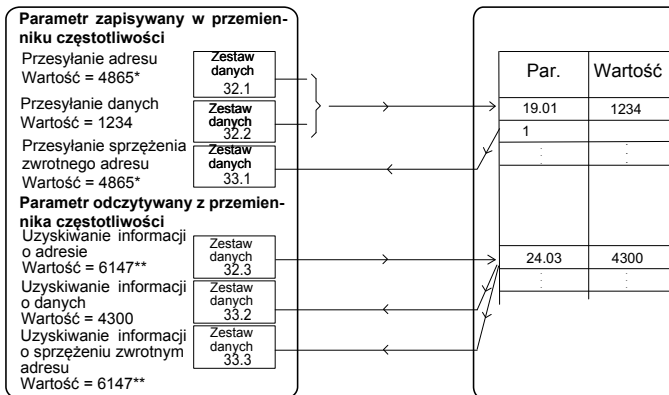 Parametr zapisywany w przemien-
niku częstotliwości
Przesyłanie adresu
Wartość = 4865*
Zestaw
danych
32.1
Przesyłanie danych
Wartość = 1234
Zestaw
danych
32.2
Przesyłanie sprzężenia
zwrotnego adresu
Wartość = 4865*
Zestaw
danych
33.1
Parametr odczytywany z przemien-
nika częstotliwości
Uzyskiwanie informacji
o adresie
Wartość = 6147**
Zestaw
danych
32.3
Uzyskiwanie informacji
o danych
Wartość = 4300
Zestaw
danych
33.2
Uzyskiwanie informacji
o sprzężeniu zwrotnym
adresu
Wartość = 6147**
Zestaw
danych
33.3
Par. Wartość
19.01 1234
1
24.03 4300